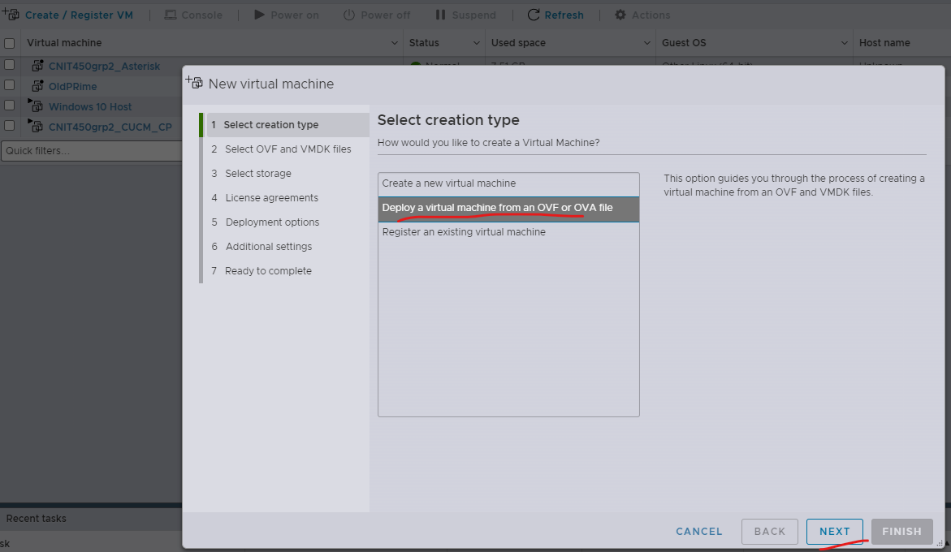 Create / Register VM
Console
Power on
Power off
Suspend
Refresh
Actions
Virtual machine
Status
Used space
Guest OS
Host name
CNIT450grp2_Asterisk
OldPRime
Windows 10 Host
CNIT450grp2_CUCM_CP
Quick filters...
New virtual machine
1 Select creation type
2 Select OVF and VMDK files
3 Select storage
4 License agreements
5 Deployment options
6 Additional settings
7 Ready to complete
Select creation type
How would you like to create a Virtual Machine?
Create a new virtual machine
Deploy a virtual machine from an OVF or OVA file
Register an existing virtual machine
This option guides you through the process of creating a
virtual machine from an OVF and VMDK files.
CANCEL
BACK
NEXT
FINISH
Recent tasks
sk